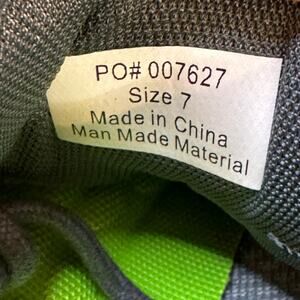 PO# 007627
Size 7
Made in China
Man Made Material